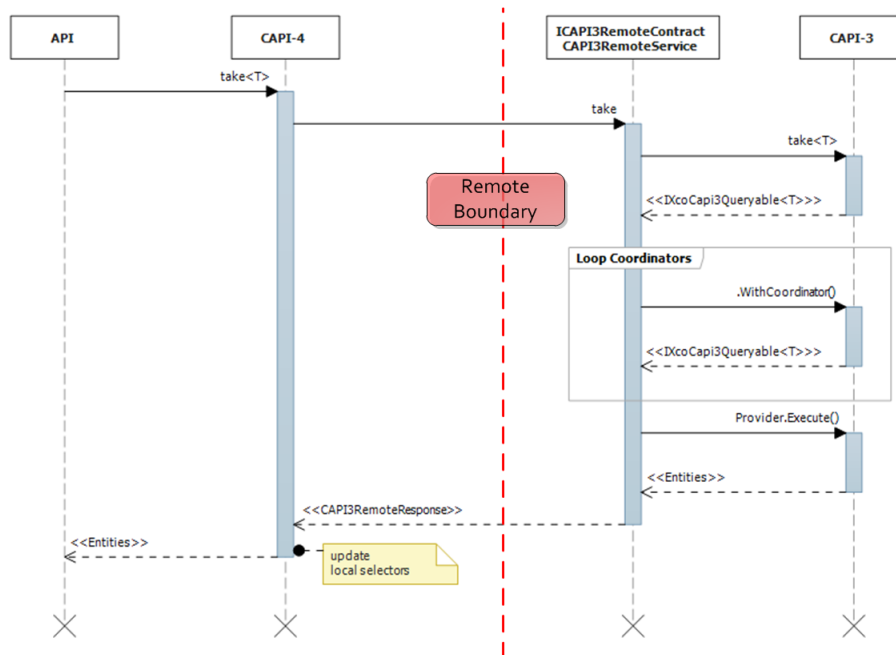 API
CAPI-4
ICAPI3RemoteContract
CAPI3RemoteService
CAPI-3
take<T>
take
take<T>
Remote
Boundary
<<IXcoCapi3Queryable<T>>>
Loop Coordinators
.WithCoordinator()
<<IXcoCapi3Queryable<T>>>
Provider.Execute()
<<Entities>>
<<CAPI3RemoteResponse>>
<<Entities>>
update
local selectors